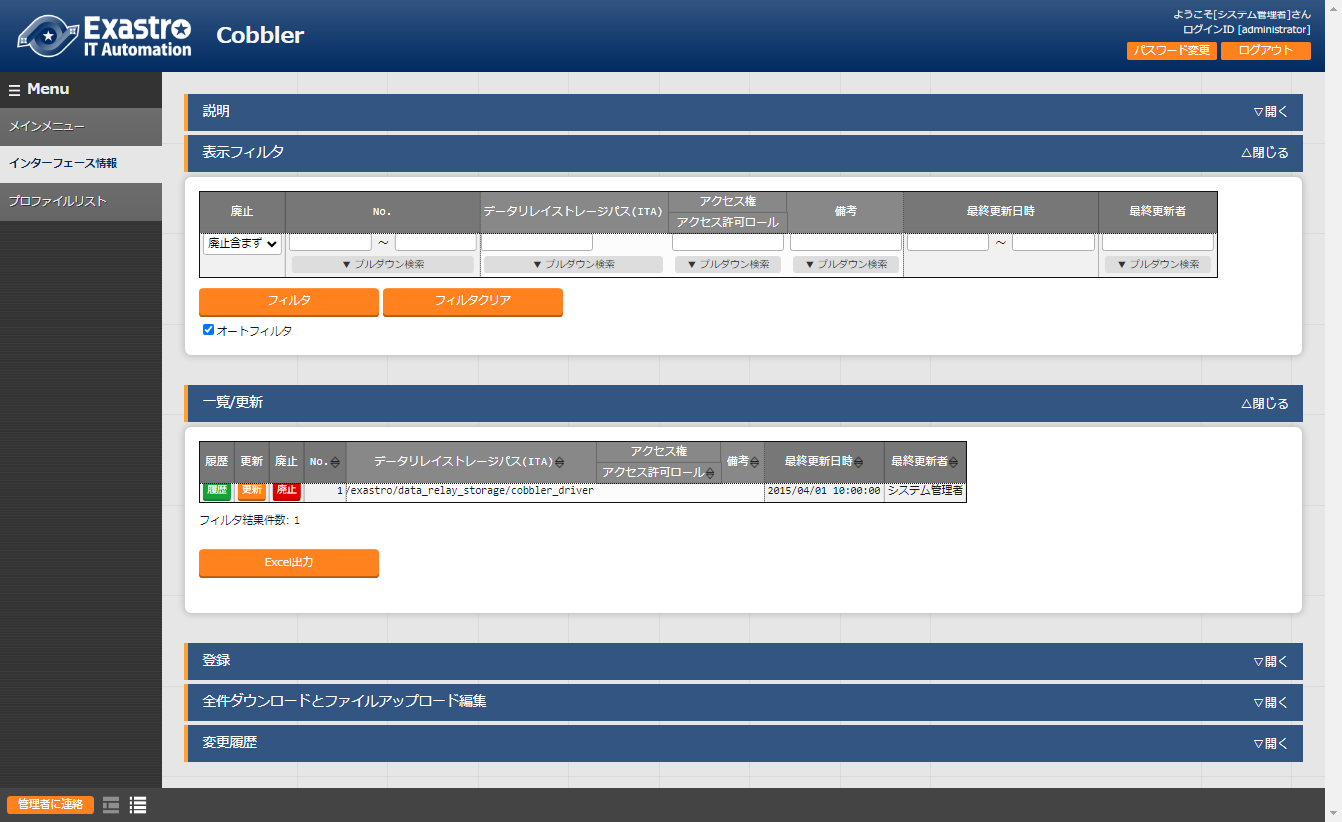 Exastro
IT Automation
Cobbler
ようこそ[システム管理者]さん
ログインID [administrator]
パスワード変更 ログアウト
Menu
メインメニュー
インターフェース情報
プロファイルリスト
説明 ▽開く
表示フィルタ △閉じる
廃止 No. データリレイストレージパス(ITA) アクセス権 備考 最終更新日時 最終更新者
アクセス許可ロール
廃止含まず ～ ～
▼ プルダウン検索 ▼ プルダウン検索 ▼ プルダウン検索 ▼ プルダウン検索 ▼ プルダウン検索
フィルタ フィルタクリア
オートフィルタ
一覧/更新 △閉じる
履歴 更新 廃止 No. データリレイストレージパス(ITA) アクセス権 備考 最終更新日時 最終更新者
アクセス許可ロール
履歴 更新 廃止 1 /exastro/data_relay_storage/cobbler_driver 2015/04/01 10:00:00 システム管理者
フィルタ結果件数: 1
Excel出力
登録 ▽開く
全件ダウンロードとファイルアップロード編集 ▽開く
変更履歴 ▽開く
管理者に連絡